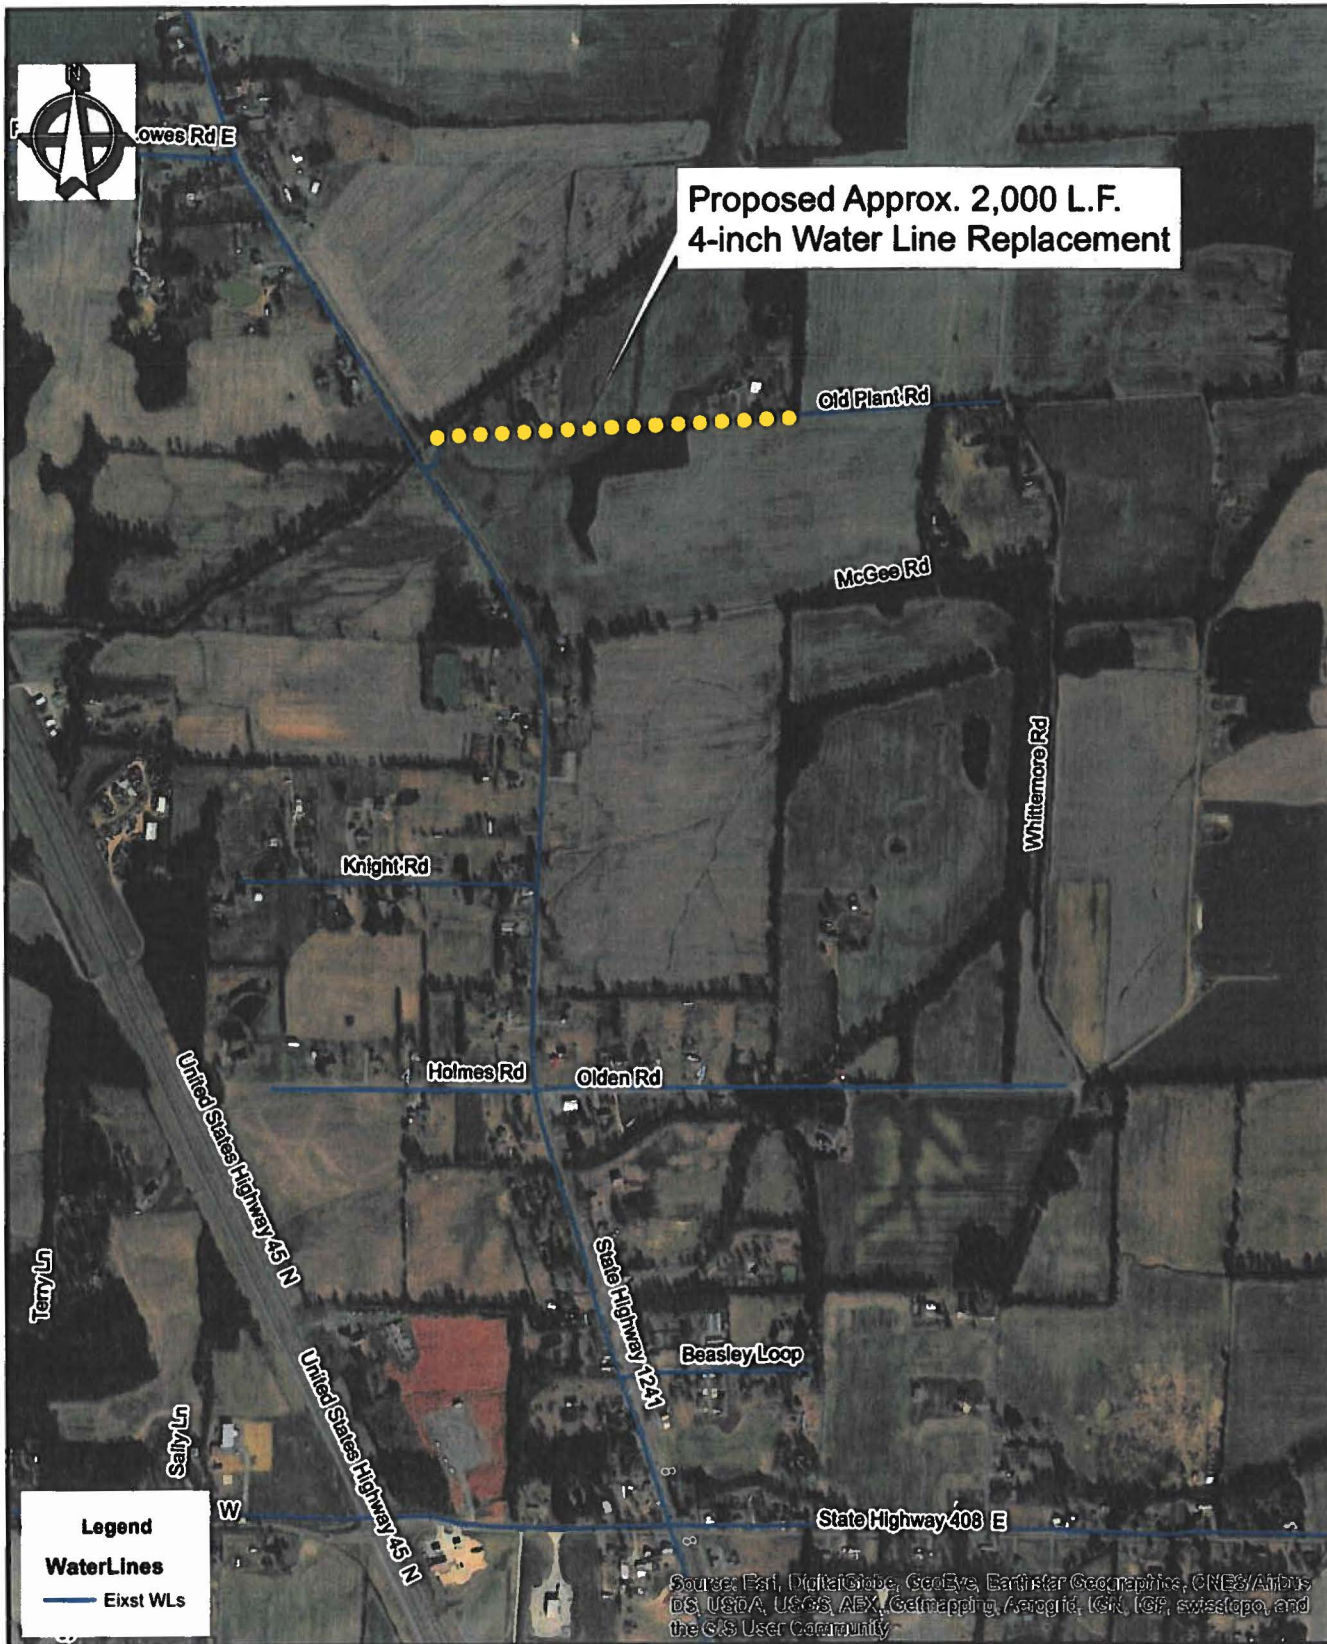 N
owes Rd E
Proposed Approx. 2,000 L.F.
4-inch Water Line Replacement
Old Plant Rd
McGee Rd
Whittemore Rd
Knight Rd
Holmes Rd
Olden Rd
United States Highway 45 N
Terry Ln
State Highway 1241
Beasley Loop
United States Highway 45 N
Sally Ln
8
W
State Highway 408 E
8
Legend
WaterLines
Eixst WLs
Source: Esri, DigitalGlobe, GeoEye, Earthstar Geographics, CNES/Airbus
DS, USDA, USGS, AEX, Getmapping, Aerogrid, IGN, IGP, swisstopo, and
the GIS User Community